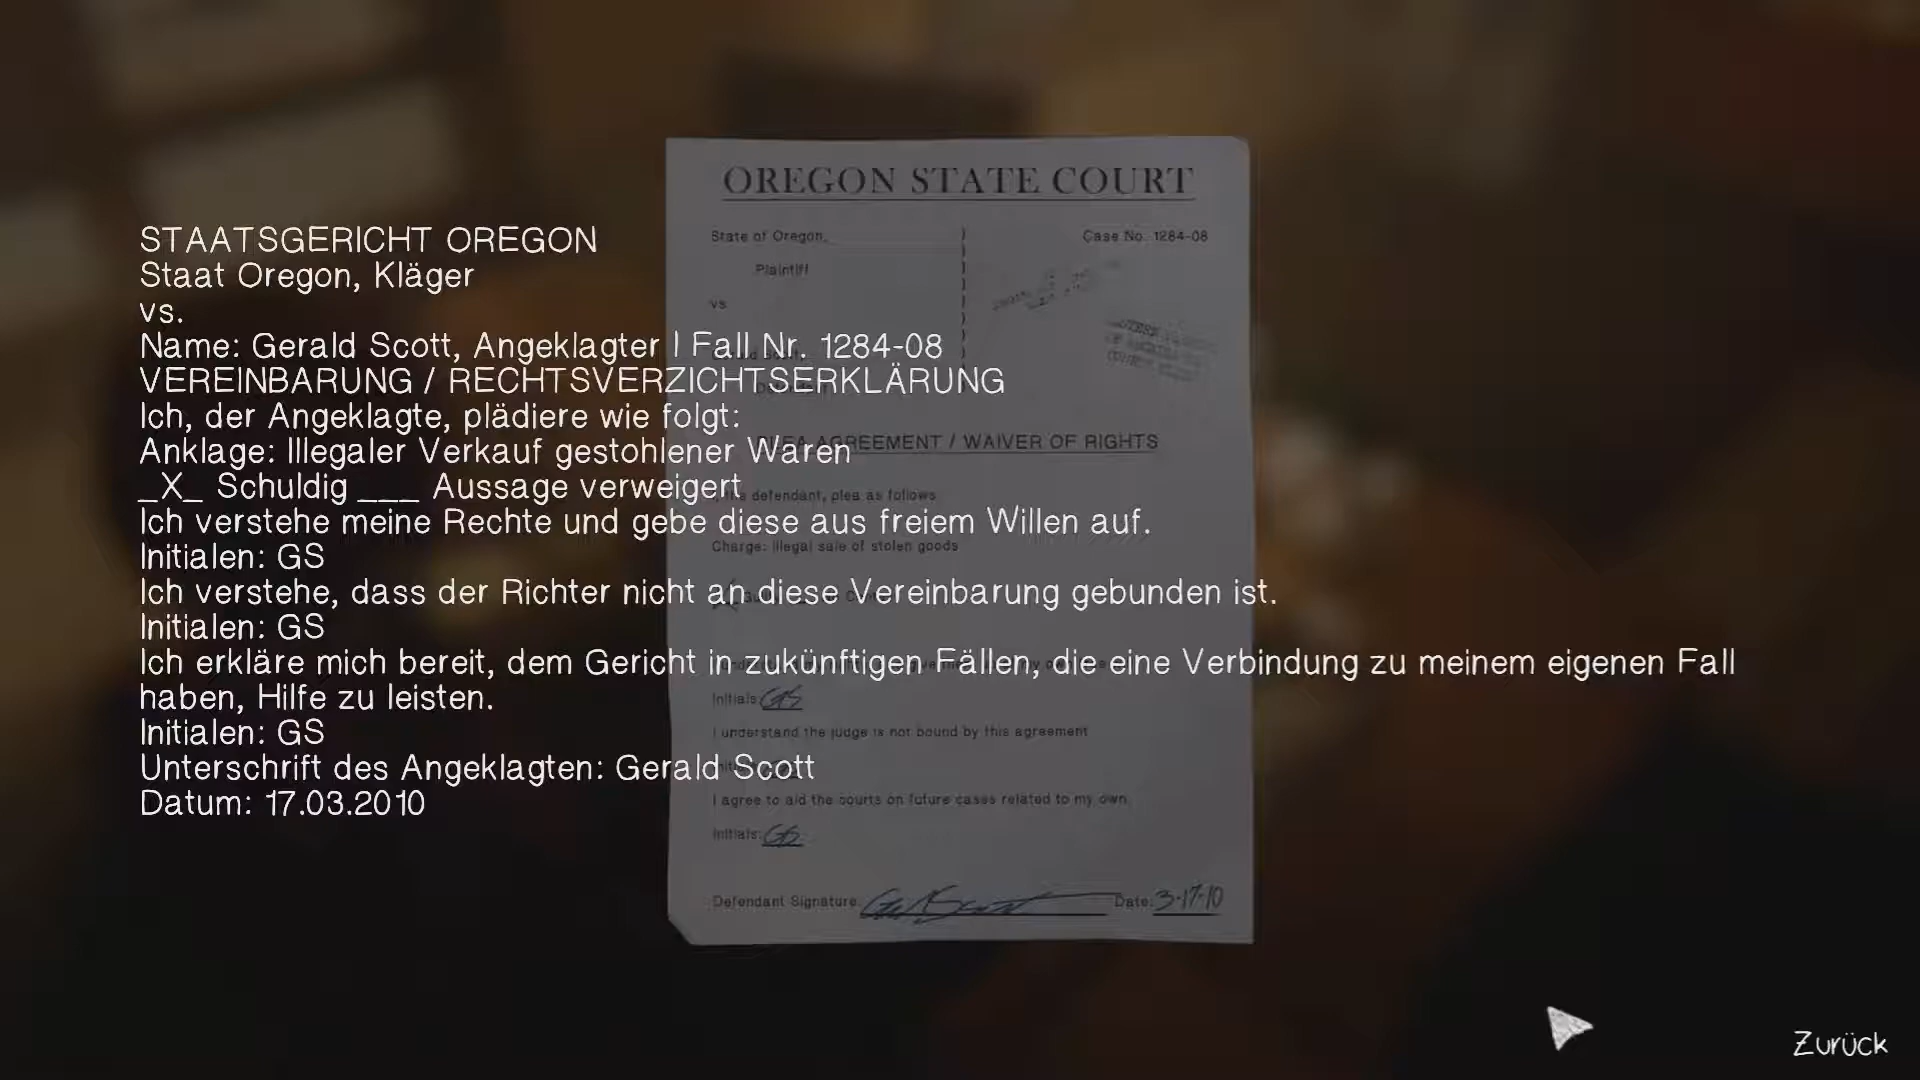 STAATSGERICHT OREGON
Staat Oregon, Kläger
vs.
Name: Gerald Scott, Angeklagter | Fall Nr. 1284-08
VEREINBARUNG / RECHTSVERZICHTSERKLÄRUNG
Ich, der Angeklagte, plädiere wie folgt:
Anklage: Illegaler Verkauf gestohlener Waren
_X_ Schuldig ___ Aussage verweigert
Ich verstehe meine Rechte und gebe diese aus freiem Willen auf.
Initialen: GS
Ich verstehe, dass der Richter nicht an diese Vereinbarung gebunden ist.
Initialen: GS
Ich erkläre mich bereit, dem Gericht in zukünftigen Fällen, die eine Verbindung zu meinem eigenen Fall
haben, Hilfe zu leisten.
Initialen: GS
Unterschrift des Angeklagten: Gerald Scott
Datum: 17.03.2010
OREGON STATE COURT
State of Oregon, Case No. 1284-08
Plaintiff
vs
AGREEMENT / WAIVER OF RIGHTS
defendant, plea as follows
Charge: illegal sale of stolen goods
Initials: GS
I understand the judge is not bound by this agreement
I agree to aid the courts on future cases related to my own.
Initials: GS
Defendant Signature: Date: 3-17-10
Zurück